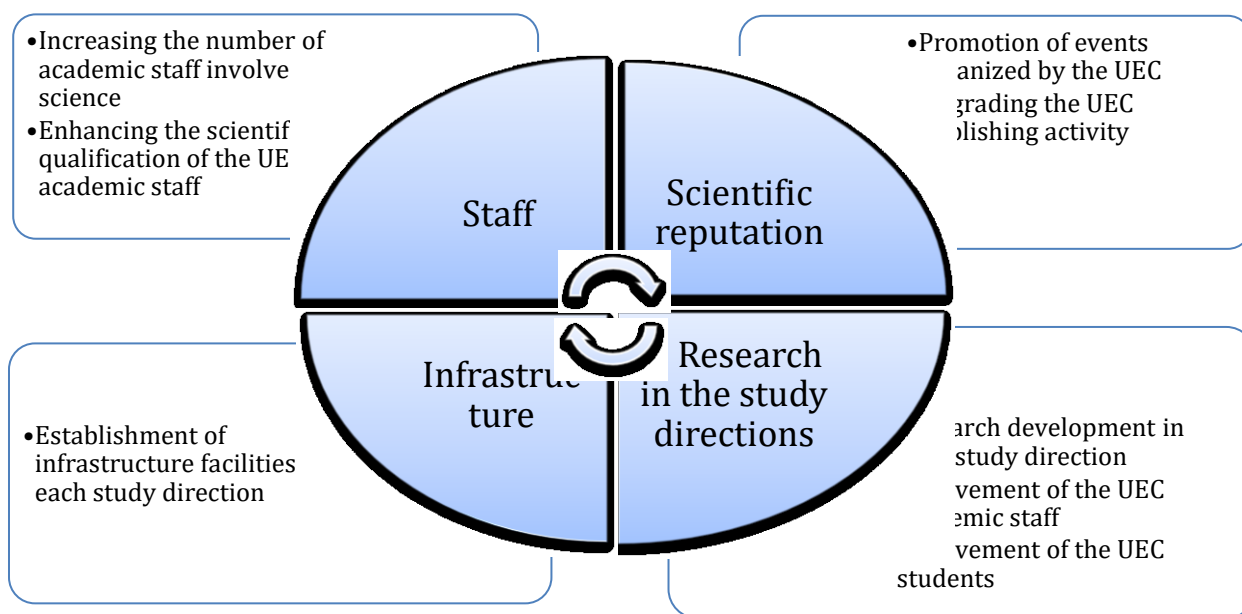 •Increasing the number of
academic staff involve
science
•Enhancing the scientif
qualification of the UE
academic staff
•Promotion of events
anized by the UEC
grading the UEC
lishing activity
Staff
Scientific
reputation
Infrastruc
ture
Research
in the study
directions
•Establishment of
infrastructure facilities
each study direction
arch development in
study direction
vement of the UEC
emic staff
vement of the UEC
students